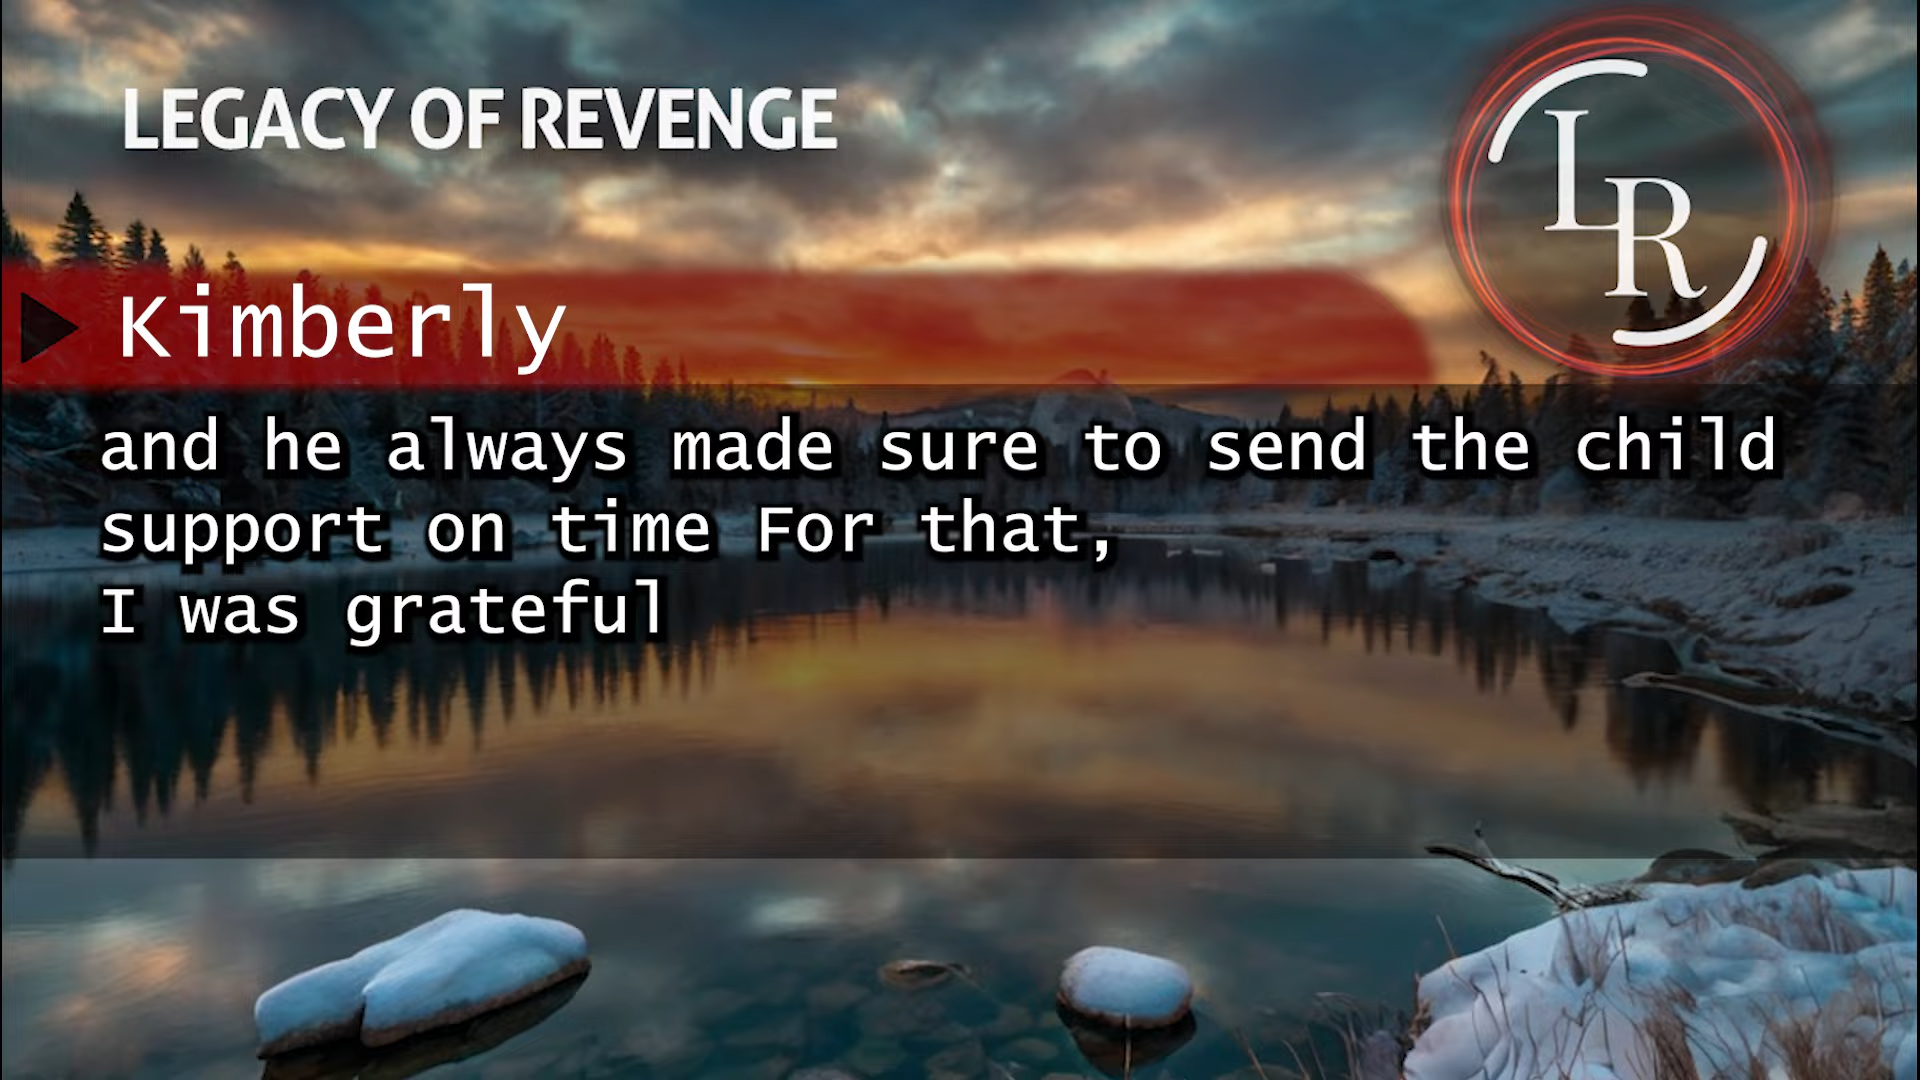 LEGACY OF REVENGE
LR
Kimberly
and he always made sure to send the child
support on time For that,
I was grateful